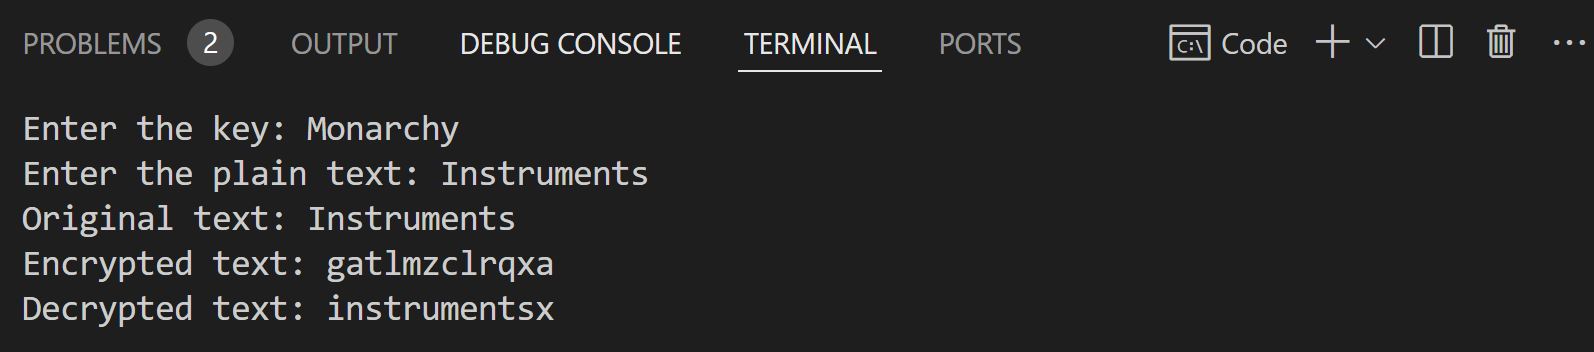 PROBLEMS 2 OUTPUT DEBUG CONSOLE TERMINAL PORTS C:\ Code
Enter the key: Monarchy
Enter the plain text: Instruments
Original text: Instruments
Encrypted text: gatlmzclrqxa
Decrypted text: instrumentsx